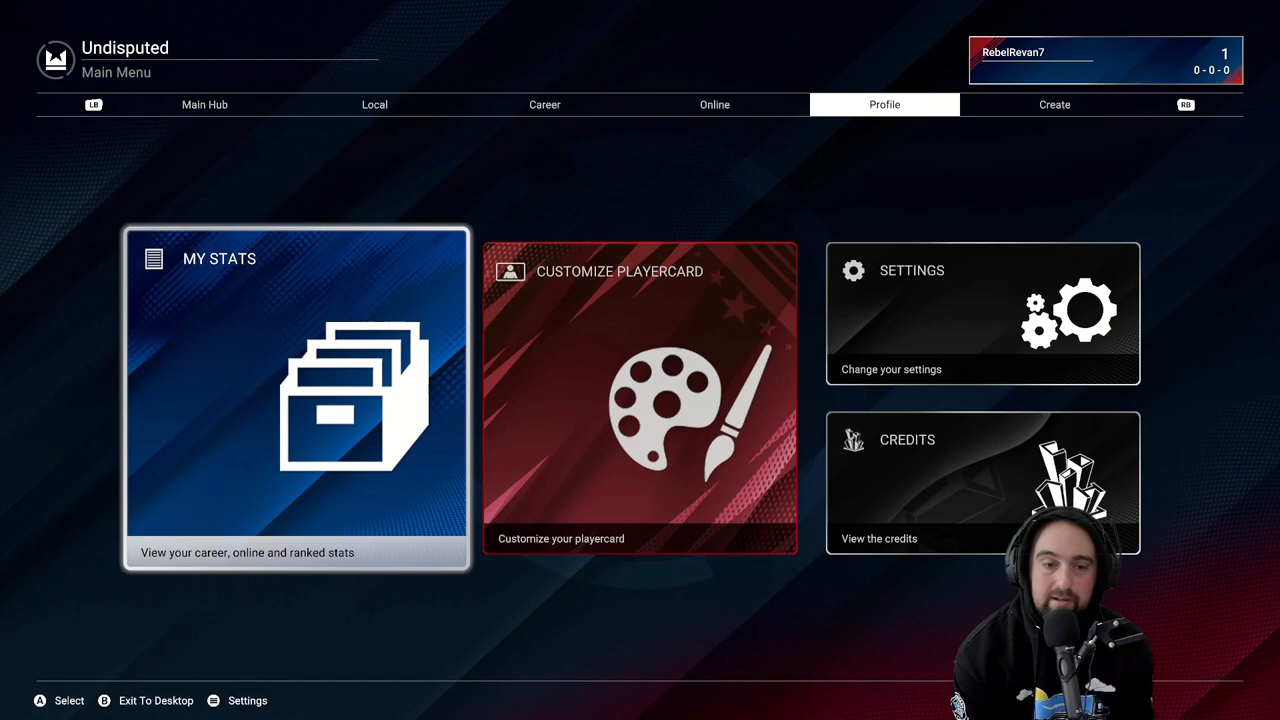 Undisputed
Main Menu
RebelRevan7
1
0 - 0 - 0
LB
Main Hub
Local
Career
Online
Profile
Create
RB
MY STATS
View your career, online and ranked stats
CUSTOMIZE PLAYERCARD
Customize your playercard
SETTINGS
Change your settings
CREDITS
View the credits
A Select
B Exit To Desktop
Settings